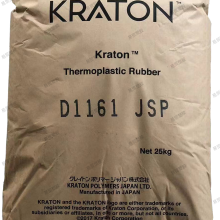 KRATON
Kraton™
Thermoplastic Rubber
D1161 JSP
Net 25kg
クレイトンポリマージャパン株式会社
KRATON POLYMERS JAPAN LTD.
Manufactured in JAPAN
KRATON and the KRATON logo are either trademarks or
registered trademarks of Kraton Corporation, or its
subsidiaries or affiliates, in one or more, but not all countries.
©2013 Kraton Corporation